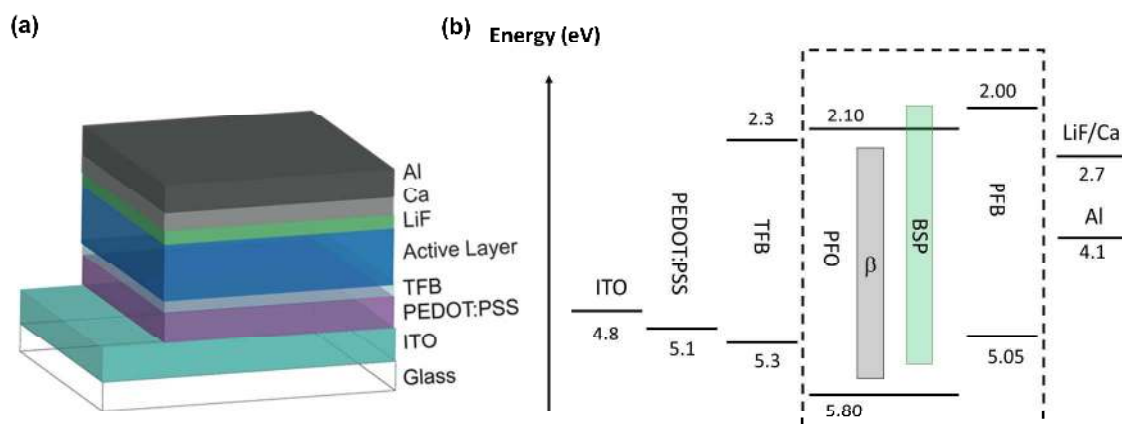 (a)
Al
Ca
LiF
Active Layer
TFB
PEDOT:PSS
ITO
Glass
(b)
Energy (eV)
ITO
4.8
PEDOT:PSS
5.1
2.3
TFB
5.3
2.10
PFO
β
5.80
BSP
2.00
PFB
5.05
LiF/Ca
2.7
Al
4.1